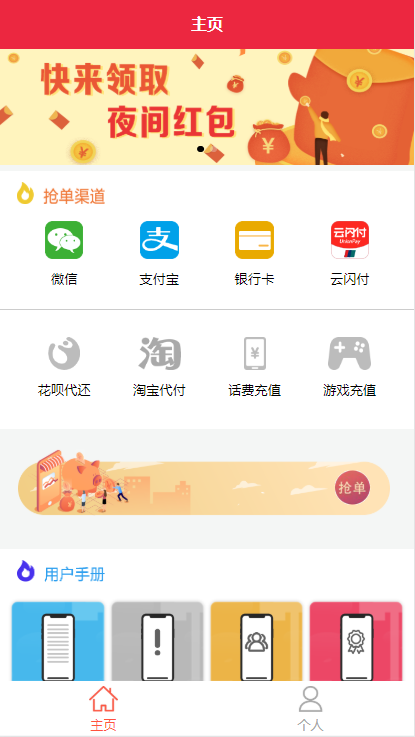 主页
快来领取
夜间红包
抢单渠道
微信
支付宝
银行卡
云闪付
UnionPay
云闪付
花呗代还
淘
淘宝代付
话费充值
游戏充值
抢单
用户手册
主页
个人